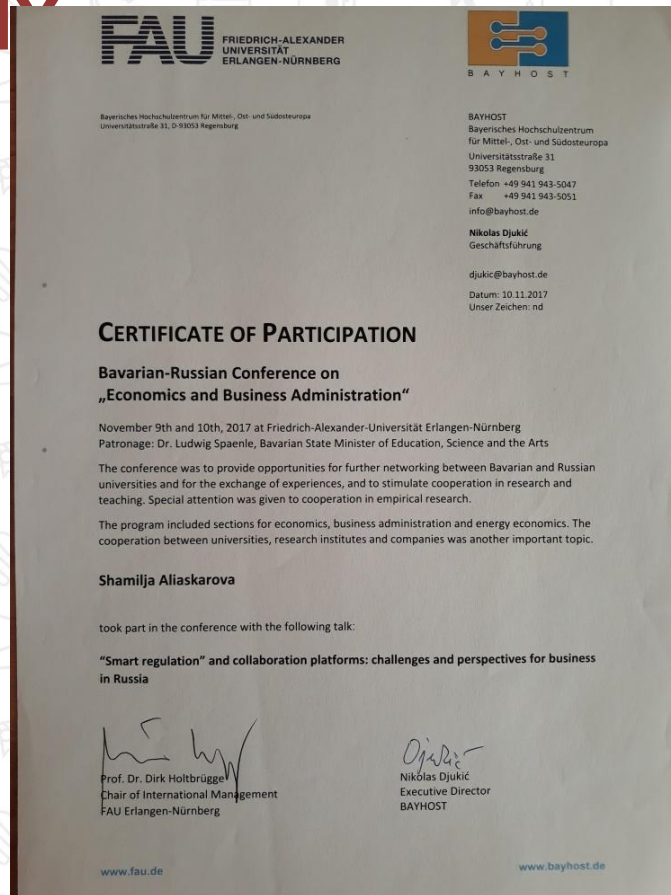 FAU
FRIEDRICH-ALEXANDER
UNIVERSITÄT
ERLANGEN-NÜRNBERG
BAYHOST
Bayerisches Hochschulzentrum für Mittel-, Ost- und Südosteuropa
Universitätsstraße 31, D-93053 Regensburg
BAYHOST
Bayerisches Hochschulzentrum
für Mittel-, Ost- und Südosteuropa
Universitätsstraße 31
93053 Regensburg
Telefon +49 941 943-5047
Fax +49 941 943-5051
info@bayhost.de
Nikolas Djukić
Geschäftsführung
djukic@bayhost.de
Datum: 10.11.2017
Unser Zeichen: nd
CERTIFICATE OF PARTICIPATION
Bavarian-Russian Conference on
„Economics and Business Administration“
November 9th and 10th, 2017 at Friedrich-Alexander-Universität Erlangen-Nürnberg
Patronage: Dr. Ludwig Spaenle, Bavarian State Minister of Education, Science and the Arts
The conference was to provide opportunities for further networking between Bavarian and Russian
universities and for the exchange of experiences, and to stimulate cooperation in research and
teaching. Special attention was given to cooperation in empirical research.
The program included sections for economics, business administration and energy economics. The
cooperation between universities, research institutes and companies was another important topic.
Shamilja Aliaskarova
took part in the conference with the following talk:
“Smart regulation” and collaboration platforms: challenges and perspectives for business
in Russia
Prof. Dr. Dirk Holtbrügge
Chair of International Management
FAU Erlangen-Nürnberg
Djukić
Nikolas Djukić
Executive Director
BAYHOST
www.fau.de
www.bayhost.de